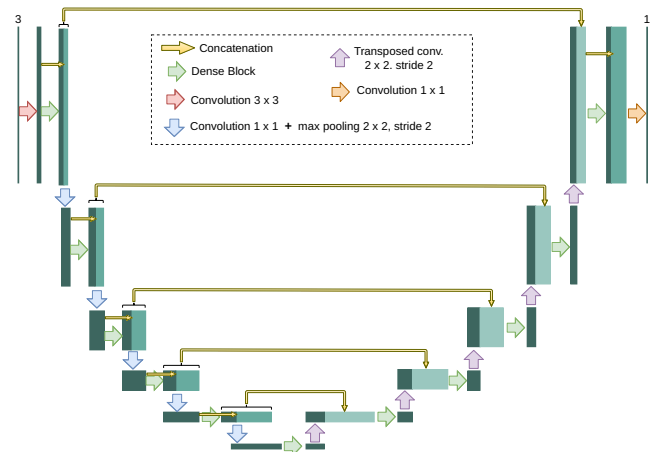 3
1
Concatenation
Dense Block
Convolution 3 x 3
Convolution 1 x 1 + max pooling 2 x 2, stride 2
Transposed conv.
2 x 2. stride 2
Convolution 1 x 1